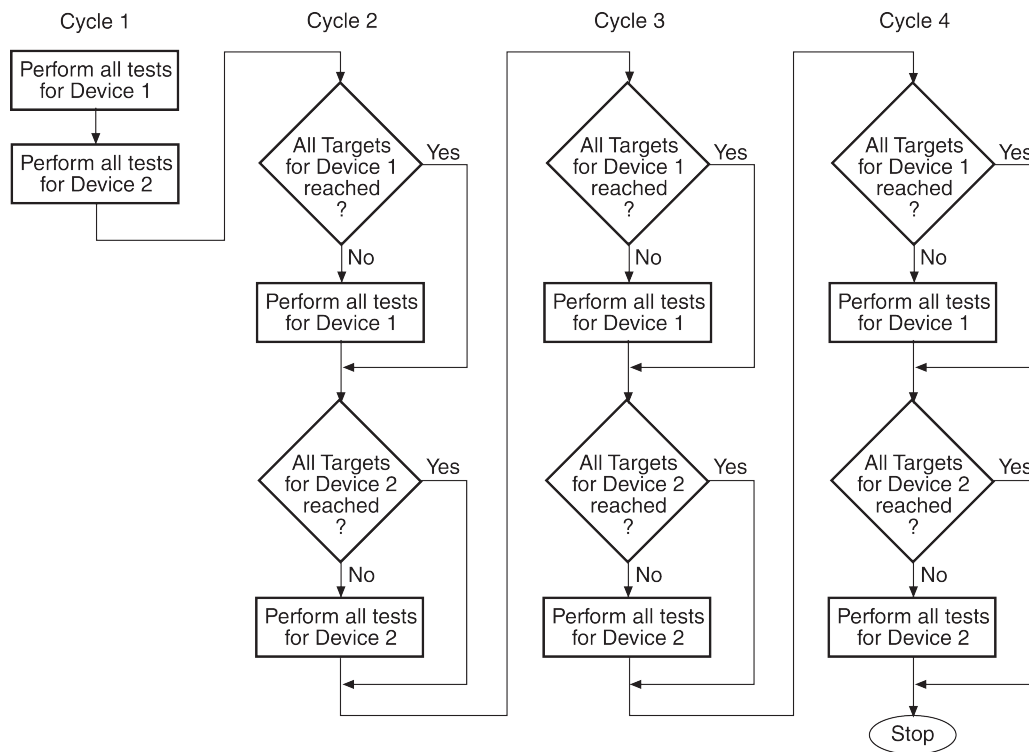 Cycle 1
Perform all tests
for Device 1
Perform all tests
for Device 2
Cycle 2
All Targets
for Device 1
reached
?
Yes
No
Perform all tests
for Device 1
All Targets
for Device 2
reached
?
Yes
No
Perform all tests
for Device 2
Cycle 3
All Targets
for Device 1
reached
?
Yes
No
Perform all tests
for Device 1
All Targets
for Device 2
reached
?
Yes
No
Perform all tests
for Device 2
Cycle 4
All Targets
for Device 1
reached
?
Yes
No
Perform all tests
for Device 1
All Targets
for Device 2
reached
?
Yes
No
Perform all tests
for Device 2
Stop